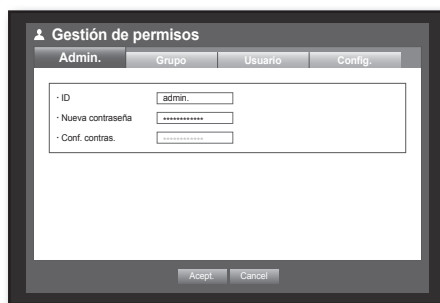 Gestión de permisos
Admin. Grupo Usuario Config.
· ID admin.
· Nueva contraseña ••••••••••••
· Conf. contras. ••••••••••••
Acept. Cancel